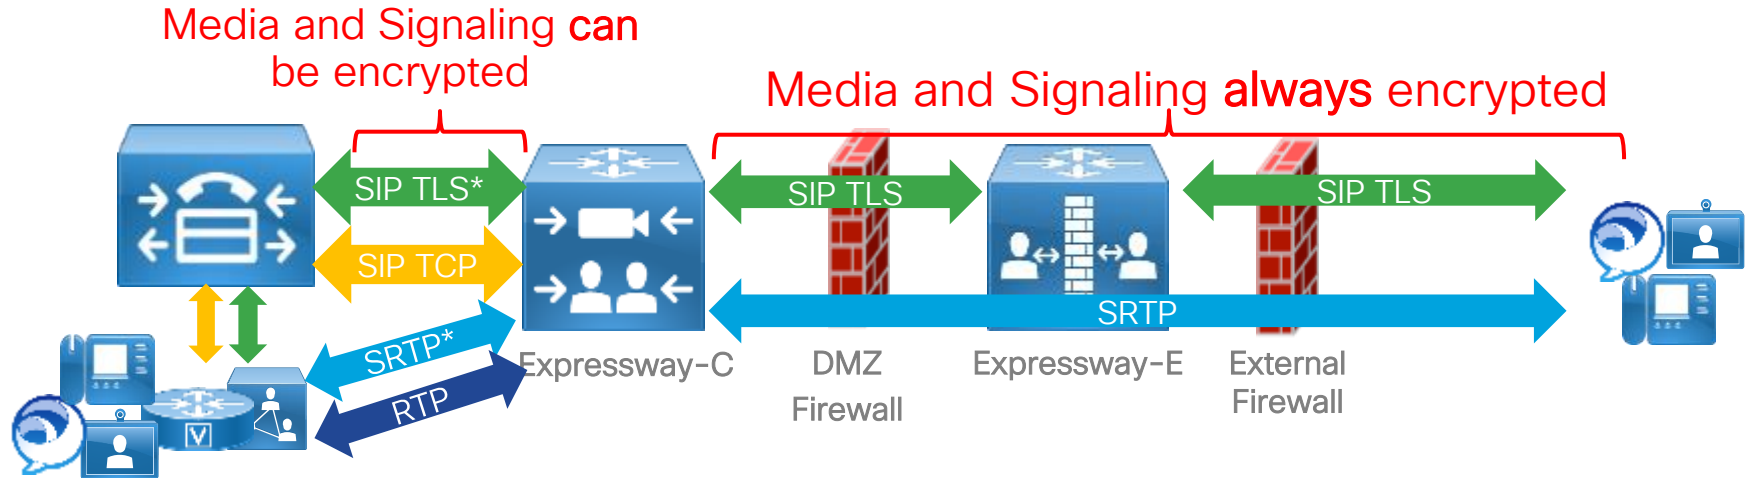 Media and Signaling can
be encrypted
Media and Signaling always encrypted
SIP TLS*
SIP TLS
SIP TLS
SIP TCP
SRTP
SRTP*
RTP
Expressway-C
DMZ
Firewall
Expressway-E
External
Firewall
V